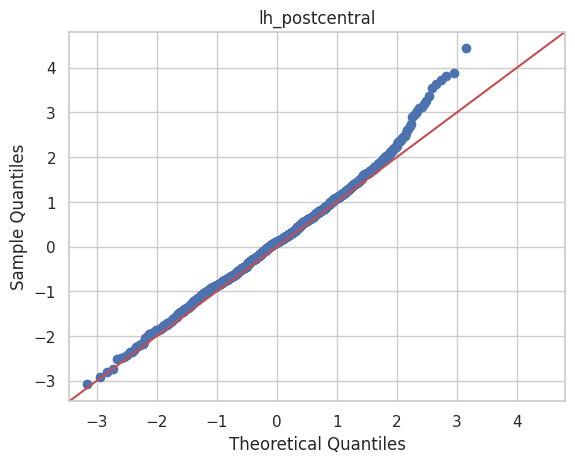 lh_postcentral
4
3
2
1
0
−1
−2
−3
Sample Quantiles
−3 −2 −1 0 1 2 3 4
Theoretical Quantiles